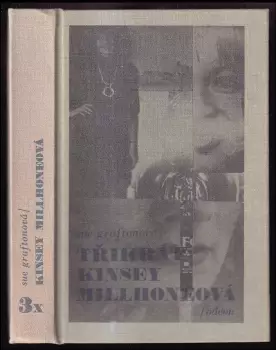 sue graftonová/
KINSEY MILLHONEOVÁ
3x
sue graftonová
TŘIKRÁT
KINSEY
MILLHONEOVÁ
/odeon